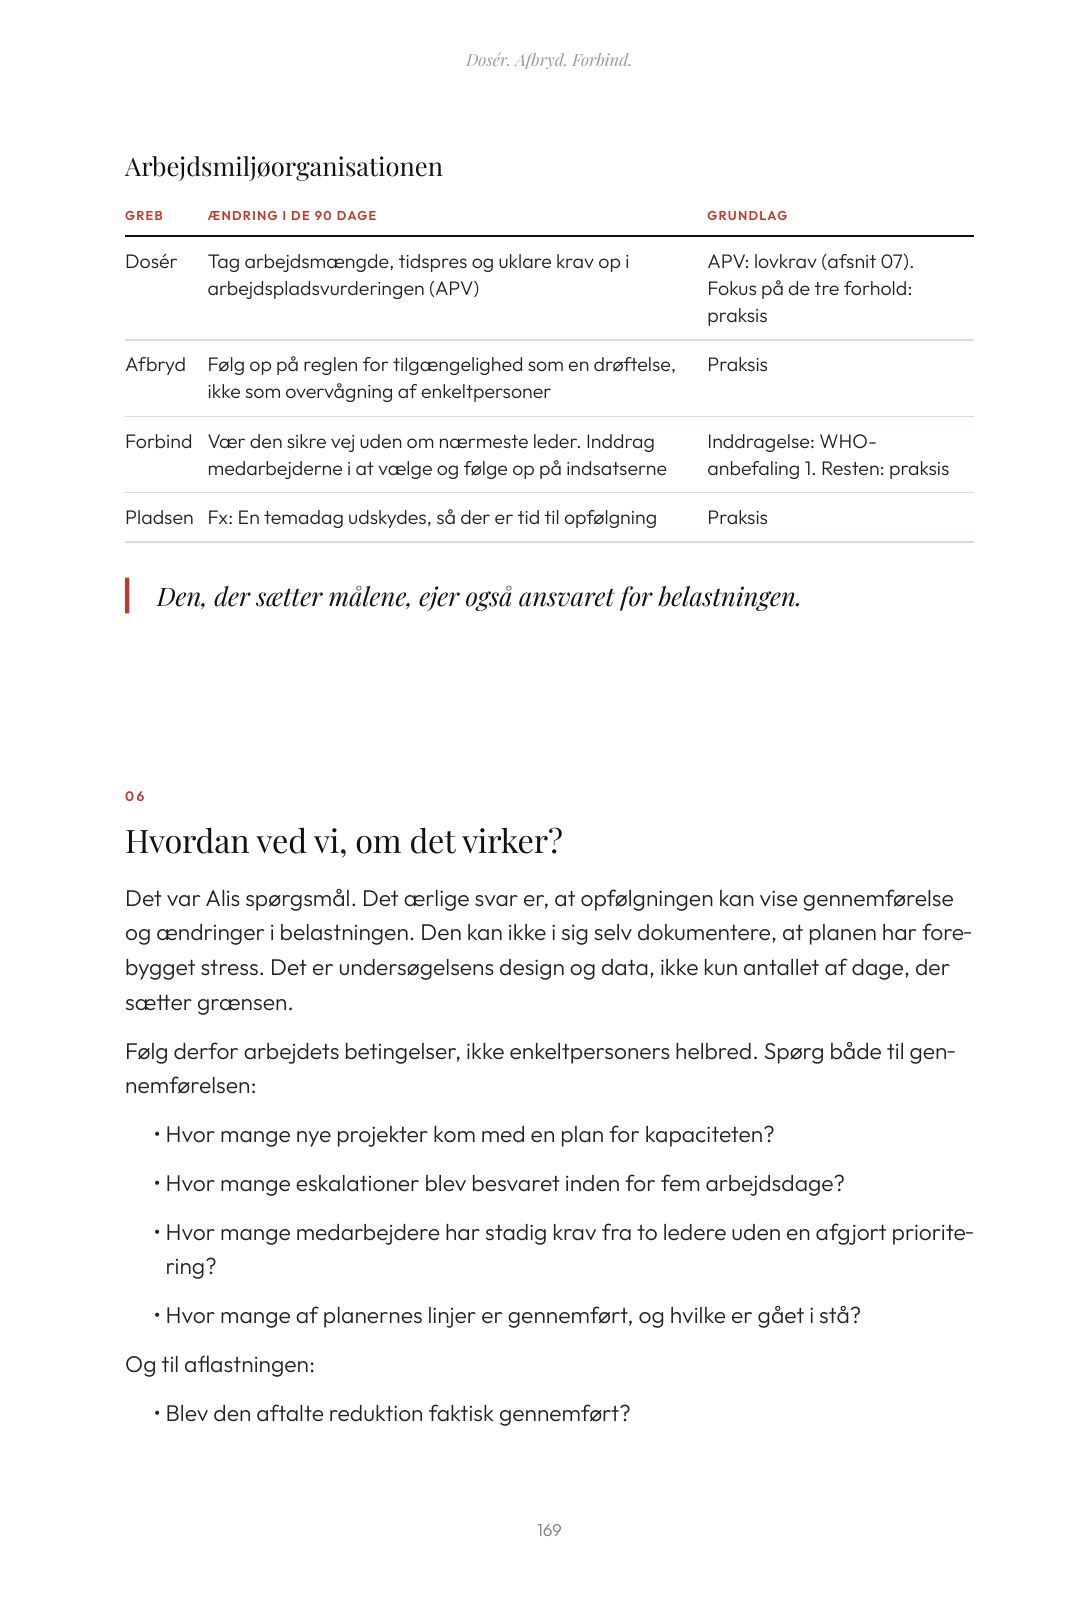 Dosér. Afbryd. Forbind.
Arbejdsmiljøorganisationen
GREB ÆNDRING I DE 90 DAGE GRUNDLAG
Dosér Tag arbejdsmængde, tidspres og uklare krav op i APV: lovkrav (afsnit 07).
arbejdspladsvurderingen (APV) Fokus på de tre forhold:
praksis
Afbryd Følg op på reglen for tilgængelighed som en drøftelse, Praksis
ikke som overvågning af enkeltpersoner
Forbind Vær den sikre vej uden om nærmeste leder. Inddrag Inddragelse: WHO-
medarbejderne i at vælge og følge op på indsatserne anbefaling 1. Resten: praksis
Pladsen Fx: En temadag udskydes, så der er tid til opfølgning Praksis
Den, der sætter målene, ejer også ansvaret for belastningen.
06
Hvordan ved vi, om det virker?
Det var Alis spørgsmål. Det ærlige svar er, at opfølgningen kan vise gennemførelse
og ændringer i belastningen. Den kan ikke i sig selv dokumentere, at planen har fore-
bygget stress. Det er undersøgelsens design og data, ikke kun antallet af dage, der
sætter grænsen.
Følg derfor arbejdets betingelser, ikke enkeltpersoners helbred. Spørg både til gen-
nemførelsen:
• Hvor mange nye projekter kom med en plan for kapaciteten?
• Hvor mange eskalationer blev besvaret inden for fem arbejdsdage?
• Hvor mange medarbejdere har stadig krav fra to ledere uden en afgjort priorite-
ring?
• Hvor mange af planernes linjer er gennemført, og hvilke er gået i stå?
Og til aflastningen:
• Blev den aftalte reduktion faktisk gennemført?
169